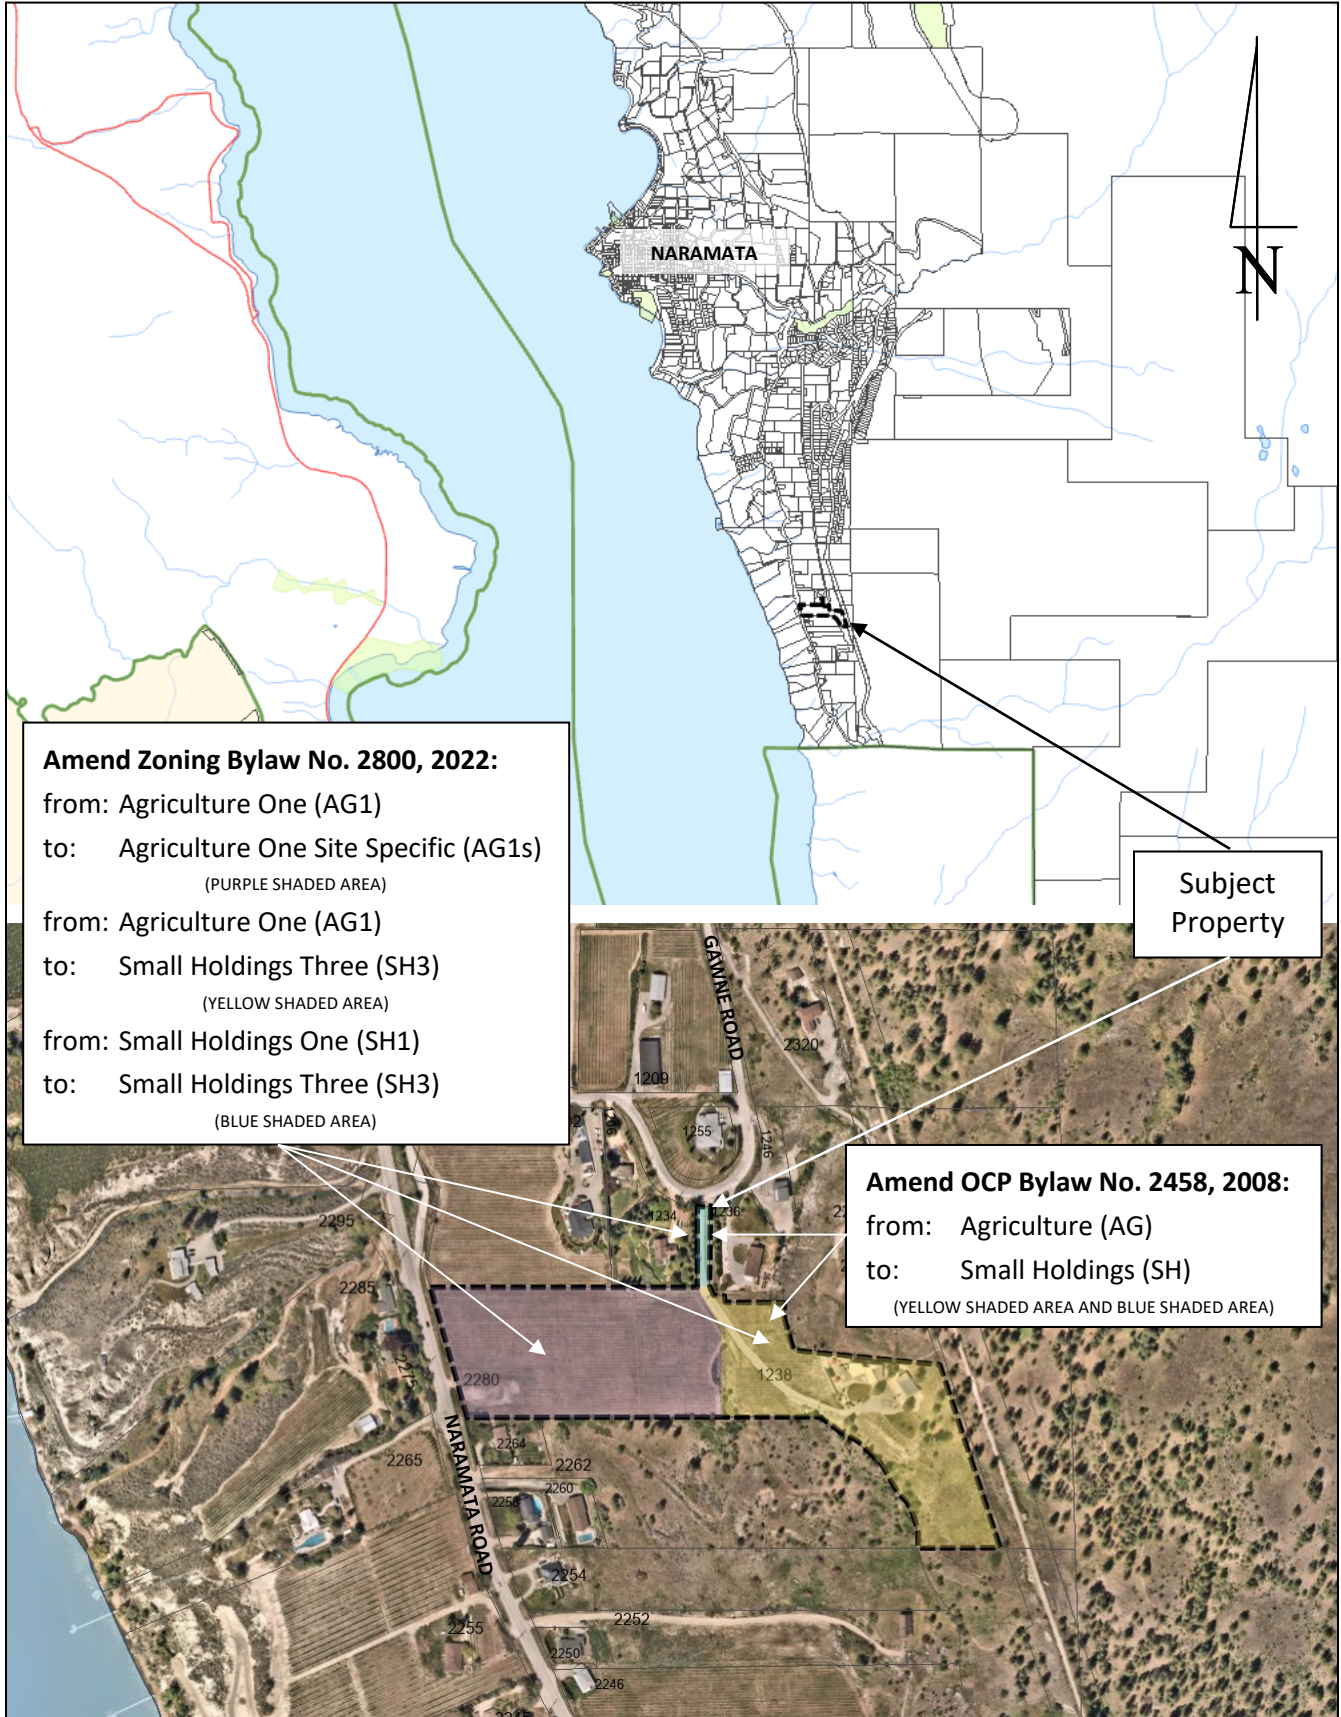 NARAMATA
N
Amend Zoning Bylaw No. 2800, 2022:
from: Agriculture One (AG1)
to: Agriculture One Site Specific (AG1s)
(PURPLE SHADED AREA)
from: Agriculture One (AG1)
to: Small Holdings Three (SH3)
(YELLOW SHADED AREA)
from: Small Holdings One (SH1)
to: Small Holdings Three (SH3)
(BLUE SHADED AREA)
Subject
Property
GAWNE ROAD
2320
1209
1206
1255
1246
Amend OCP Bylaw No. 2458, 2008:
from: Agriculture (AG)
to: Small Holdings (SH)
(YELLOW SHADED AREA AND BLUE SHADED AREA)
1234
1236
2295
2285
2275
2280
1238
NARAMATA ROAD
2264
2262
2265
2260
2258
2254
2252
2255
2250
2246